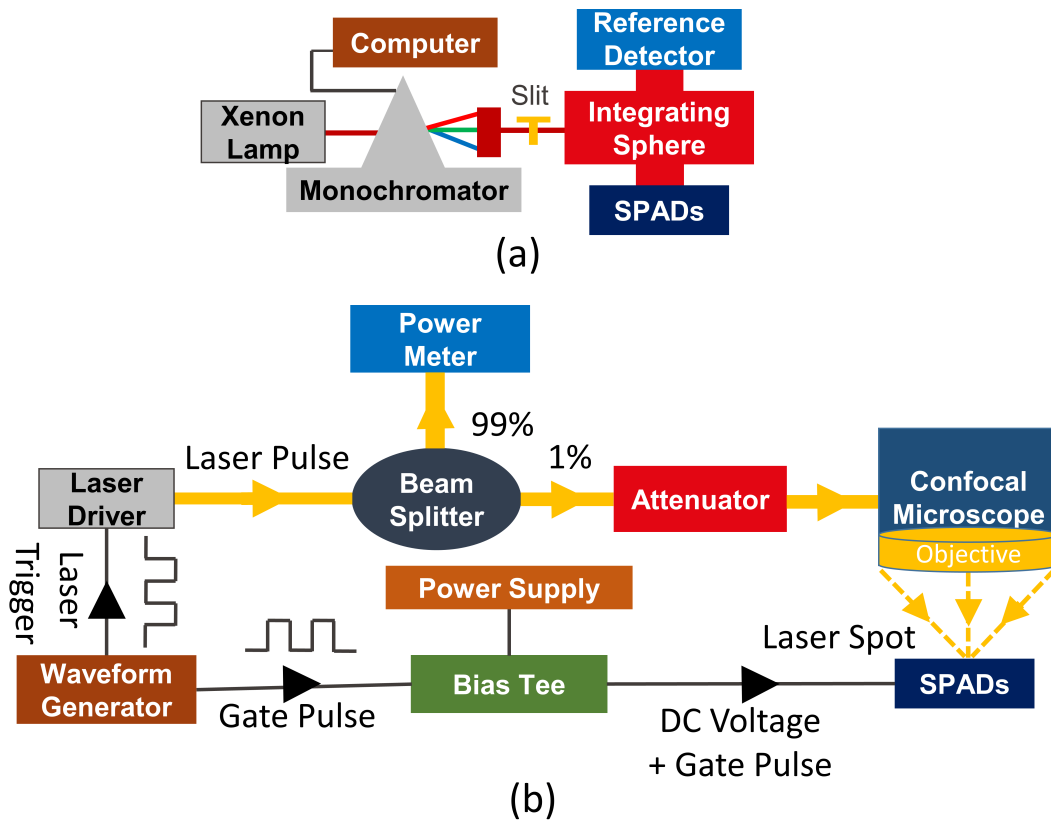 Computer
Reference
Detector
Xenon
Lamp
Slit
Integrating
Sphere
Monochromator
SPADs
(a)
Power
Meter
99%
Laser Pulse
1%
Laser
Driver
Beam
Splitter
Attenuator
Confocal
Microscope
Objective
Laser
Trigger
Power Supply
Laser Spot
Waveform
Generator
Gate Pulse
Bias Tee
SPADs
DC Voltage
+ Gate Pulse
(b)